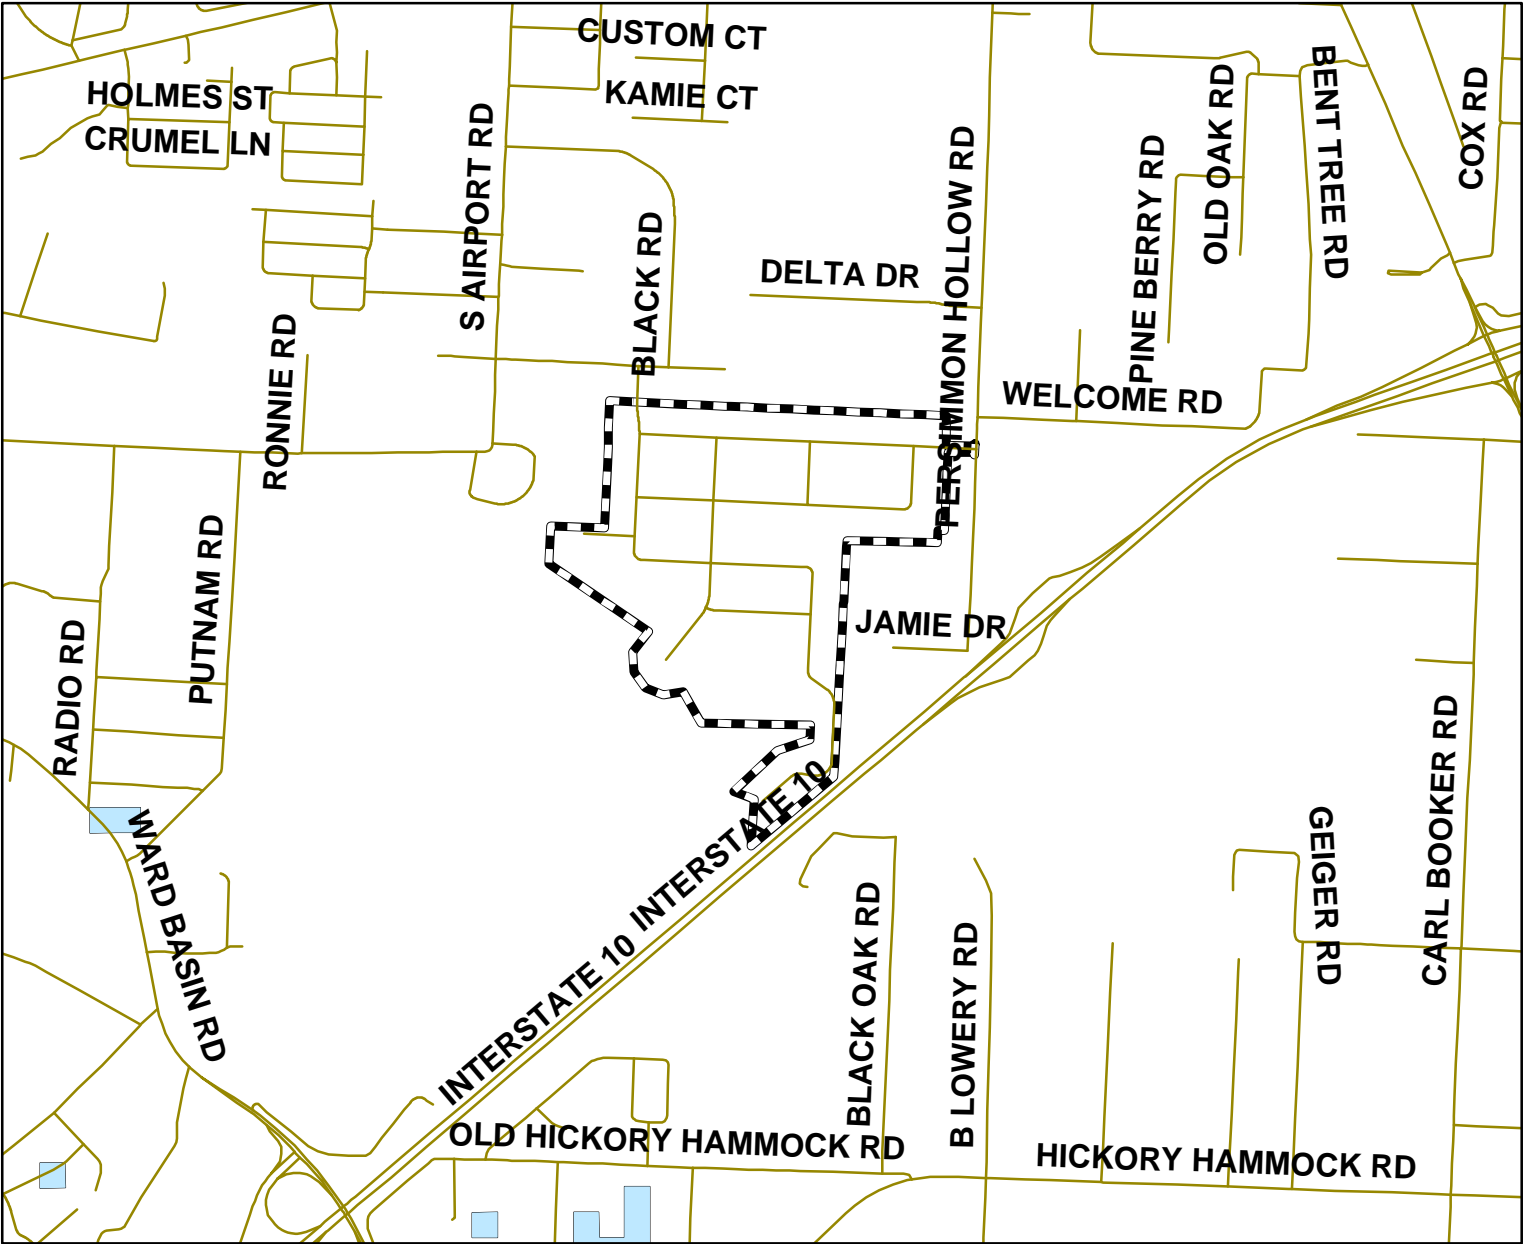 CUSTOM CT
KAMIE CT
HOLMES ST
CRUMEL LN
S AIRPORT RD
BLACK RD
DELTA DR
PERSIMMON HOLLOW RD
PINE BERRY RD
OLD OAK RD
BENT TREE RD
COX RD
RONNIE RD
WELCOME RD
PUTNAM RD
RADIO RD
JAMIE DR
INTERSTATE 10
INTERSTATE 10
WARD BASIN RD
BLACK OAK RD
B LOWERY RD
GEIGER RD
CARL BOOKER RD
OLD HICKORY HAMMOCK RD
HICKORY HAMMOCK RD